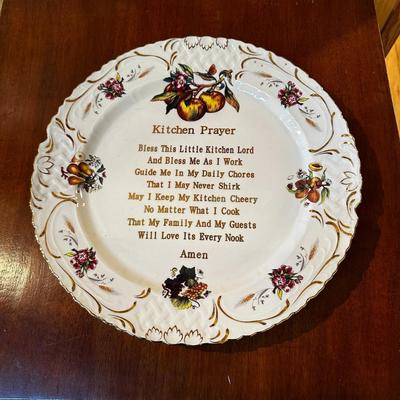 Kitchen Prayer
Bless This Little Kitchen Lord
And Bless Me As I Work
Guide Me In My Daily Chores
That I May Never Shirk
May I Keep My Kitchen Cheery
No Matter What I Cook
That My Family And My Guests
Will Love Its Every Nook
Amen